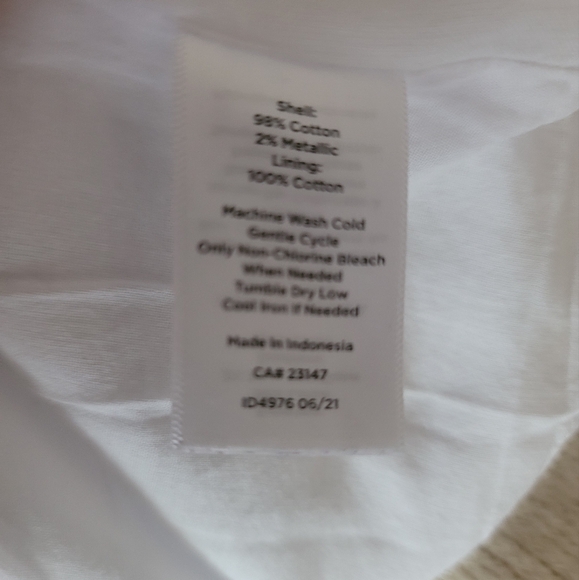 Shell:
98% Cotton
2% Metallic
Lining:
100% Cotton
Machine Wash Cold
Gentle Cycle
Only Non-Chlorine Bleach
When Needed
Tumble Dry Low
Cool Iron If Needed
Made In Indonesia
CA# 23147
ID4976 06/21